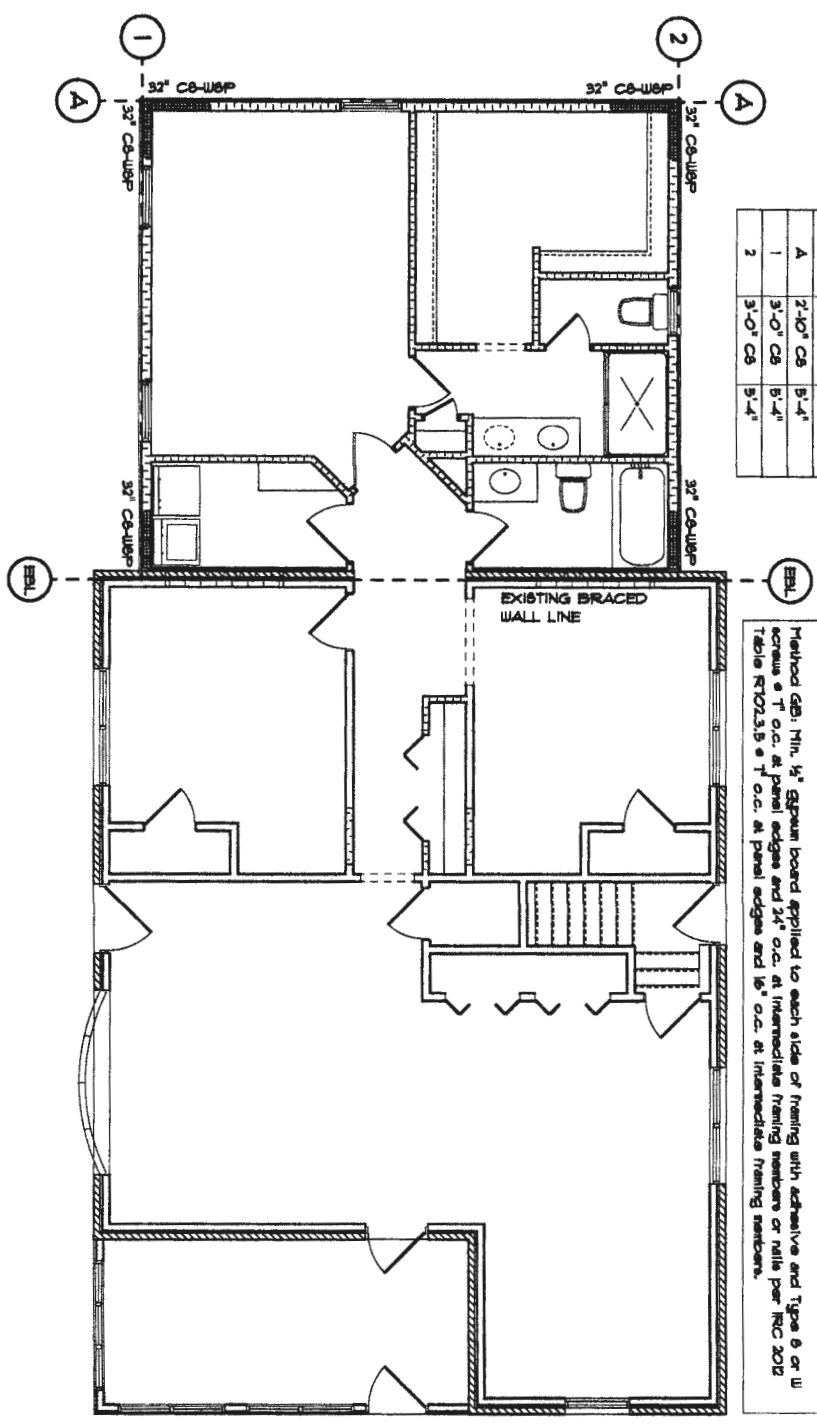 1
2
A
A
32" CS-WSP
32" CS-WSP
32" CS-WSP
32" CS-WSP
A 2'-10" CS 5'-4"
1 3'-0" CS 5'-4"
2 3'-0" CS 5'-4"
32" CS-WSP
32" CS-WSP
EBL
EBL
EXISTING BRACED
WALL LINE
Method GB: Min. ½" gypsum board applied to each side of framing with adhesive and Type S or W
screws @ 7" o.c. at panel edges and 24" o.c. at intermediate framing members or nails per IRC 2012
Table R702.3.5 @ 7" o.c. at panel edges and 16" o.c. at intermediate framing members.